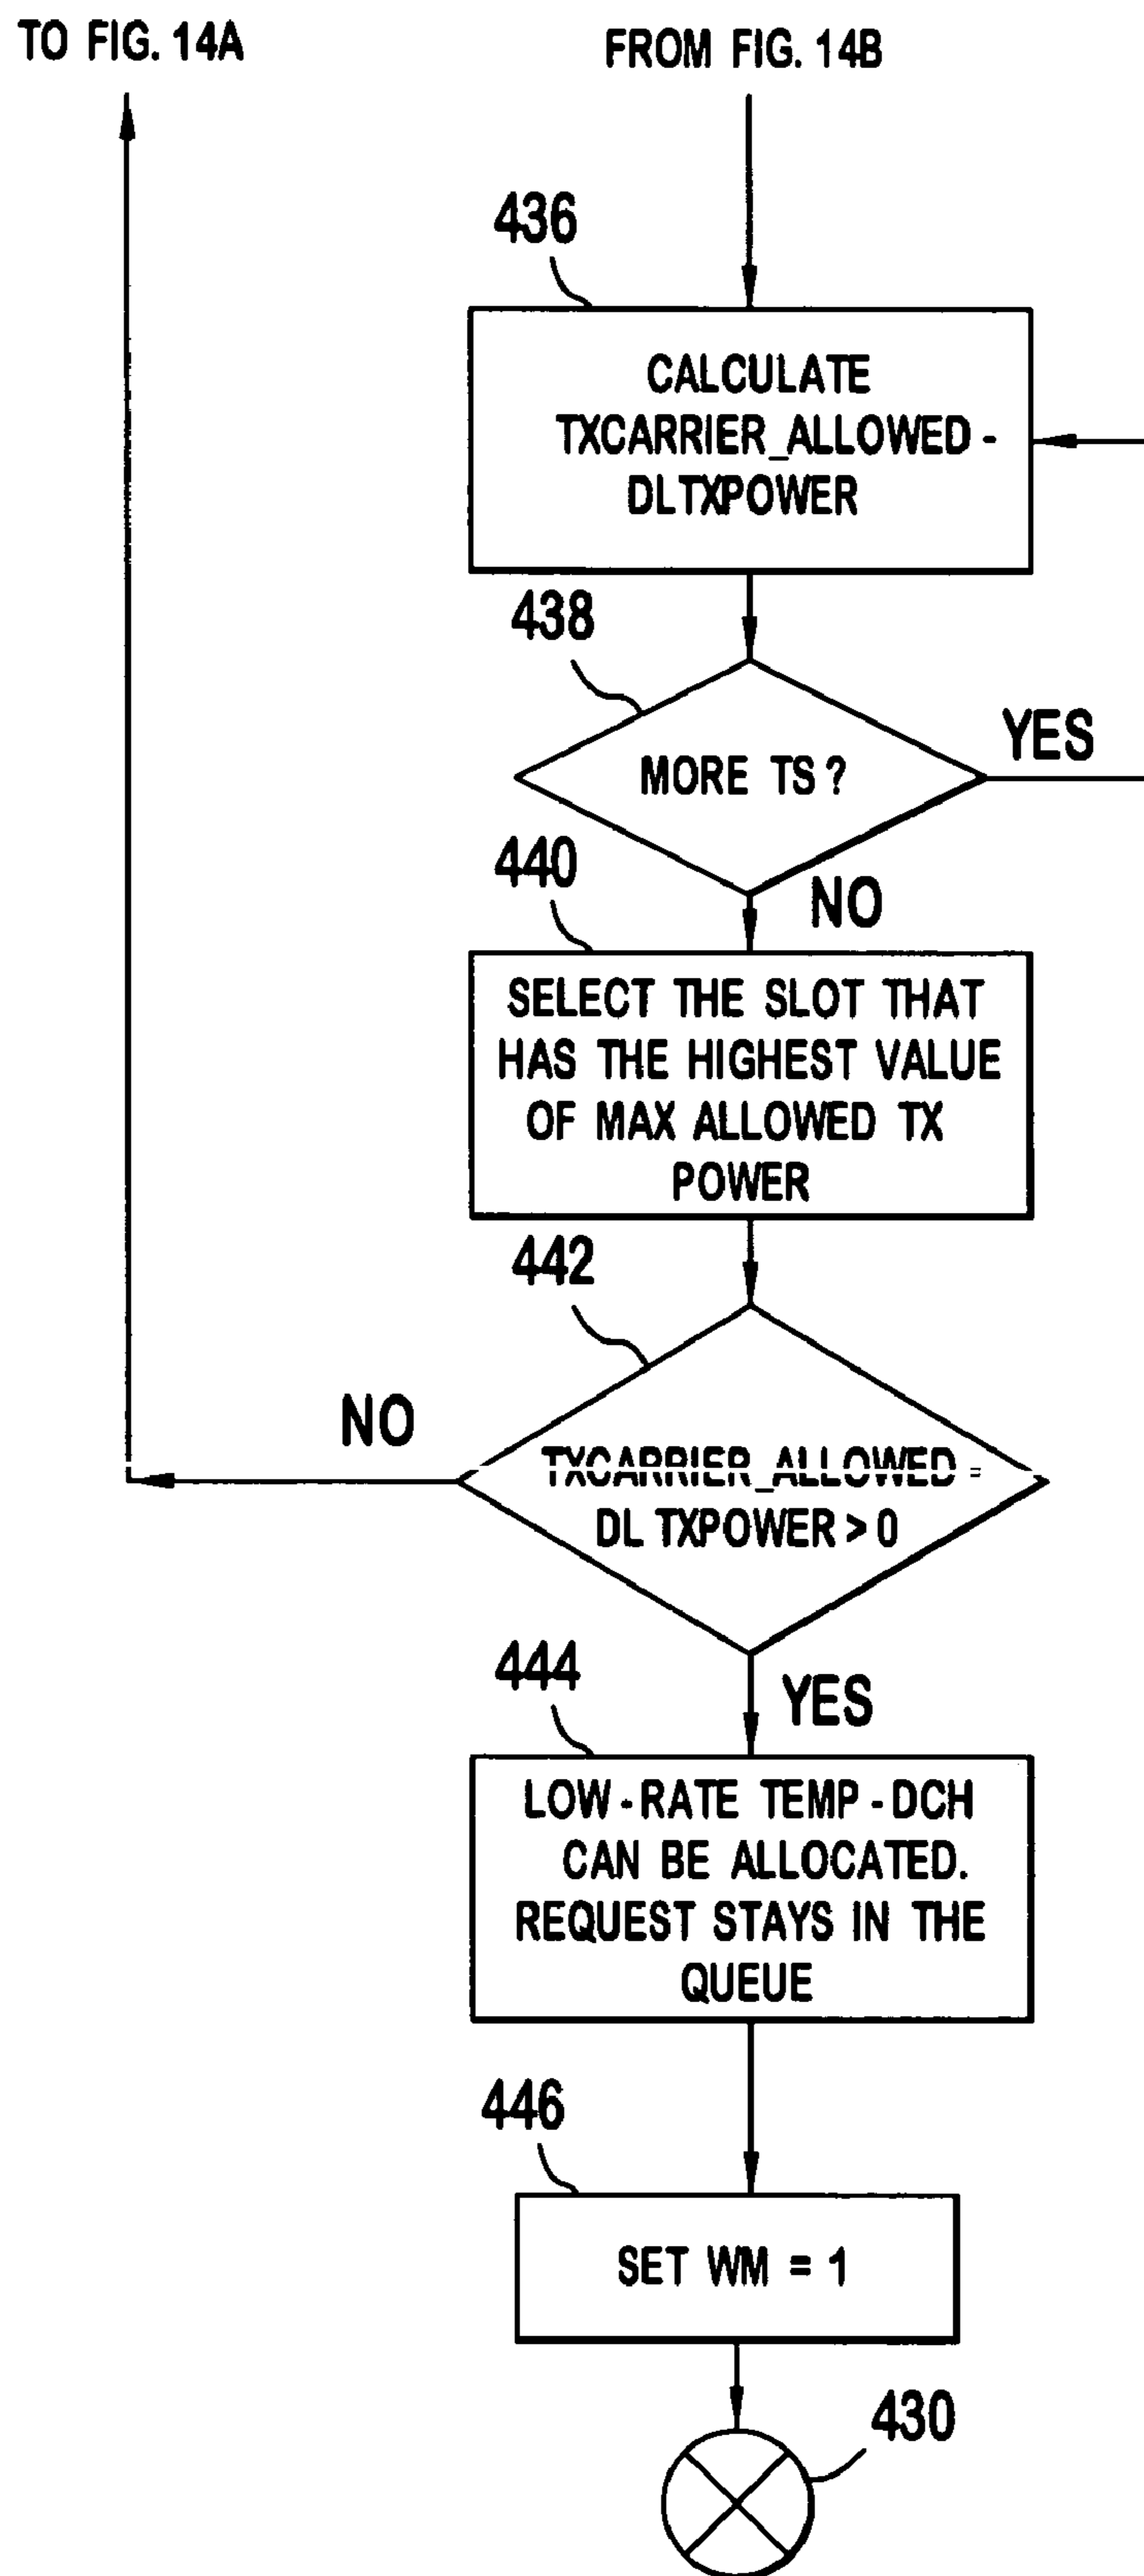 TO FIG. 14A
FROM FIG. 14B
436
CALCULATE
TXCARRIER_ALLOWED -
DLTXPOWER
438
MORE TS ?
YES
440
NO
SELECT THE SLOT THAT
HAS THE HIGHEST VALUE
OF MAX ALLOWED TX
POWER
442
NO
TXCARRIER_ALLOWED =
DL TXPOWER > 0
444
YES
LOW - RATE TEMP - DCH
CAN BE ALLOCATED.
REQUEST STAYS IN THE
QUEUE
446
SET WM = 1
430